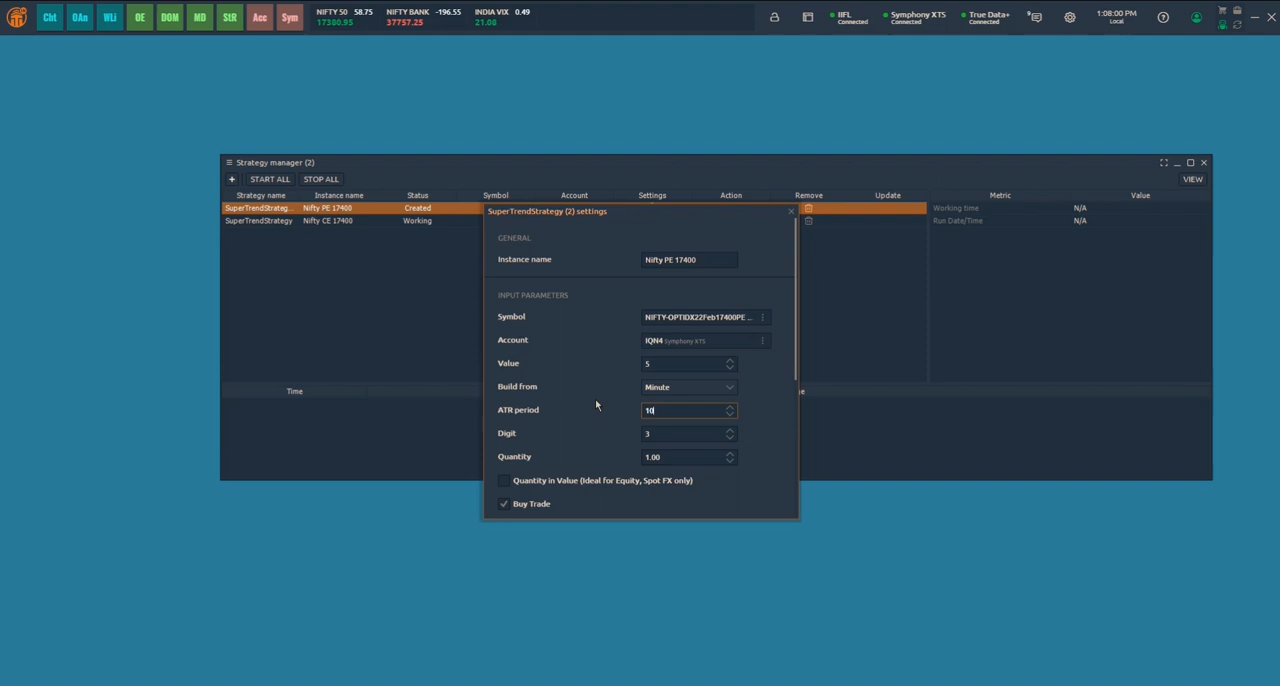 Cht OAn WLi OE DOM MD StR Acc Sym NIFTY 50 58.75 NIFTY BANK -196.55 INDIA VIX 0.49 IIFL Symphony XTS True Data+ 1:08:00 PM
17380.95 37757.25 21.08 Connected Connected Connected Local
Strategy manager (2)
+ START ALL STOP ALL VIEW
Strategy name Instance name Status Symbol Account Settings Action Remove Update Metric Value
SuperTrendStrateg... Nifty PE 17400 Created Working time N/A
SuperTrendStrategy Nifty CE 17400 Working Run Date/Time N/A
Time
SuperTrendStrategy (2) settings
GENERAL
Instance name Nifty PE 17400
INPUT PARAMETERS
Symbol NIFTY-OPTIDX22Feb17400PE ...
Account IQN4 Symphony XTS
Value 5
Build from Minute
ATR period 10
Digit 3
Quantity 1.00
Quantity in Value (Ideal for Equity, Spot FX only)
Buy Trade